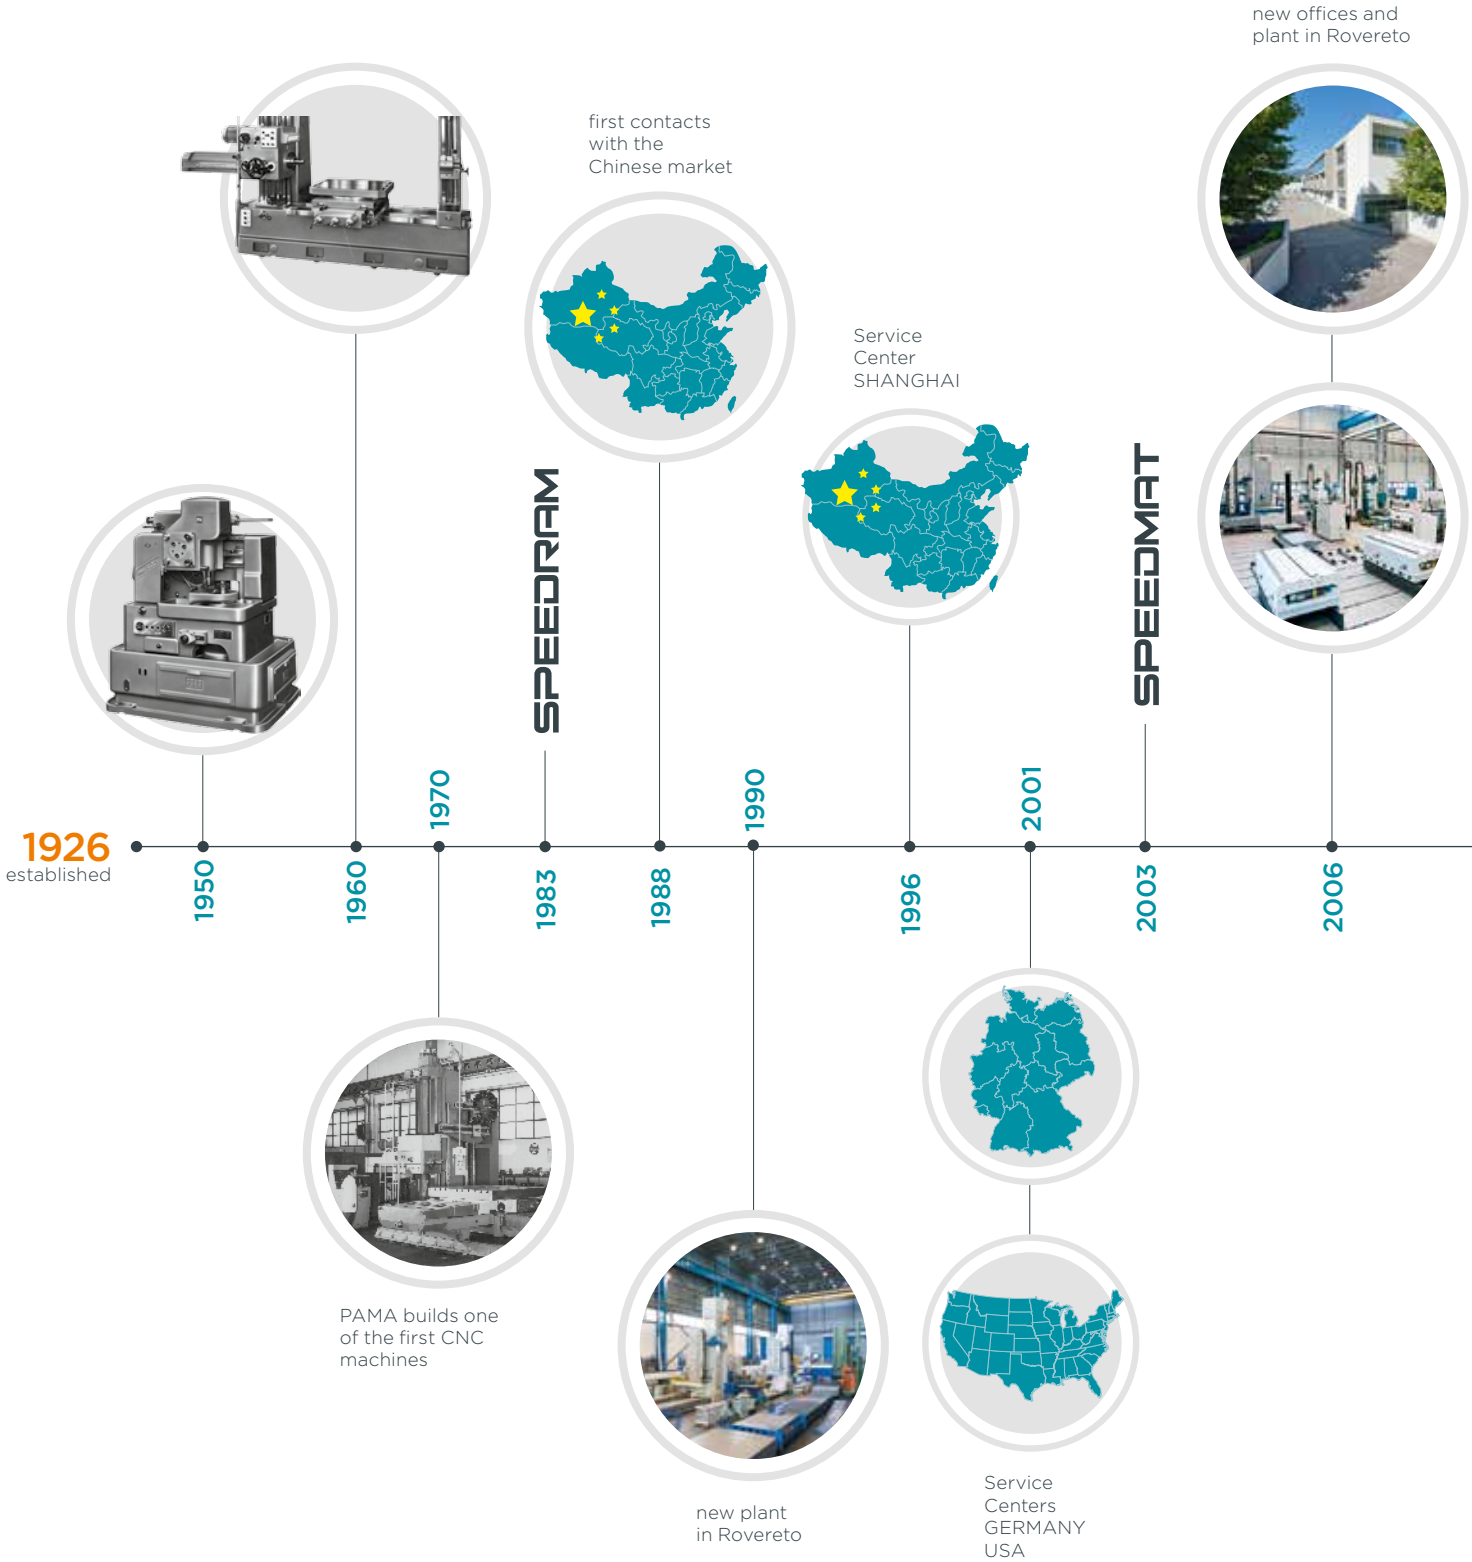 new offices and
plant in Rovereto
first contacts
with the
Chinese market
Service
Center
SHANGHAI
SPEEDRAM
SPEEDMAT
1926
established
1950
1960
1970
1983
1988
1990
1996
2001
2003
2006
PAMA builds one
of the first CNC
machines
new plant
in Rovereto
Service
Centers
GERMANY
USA